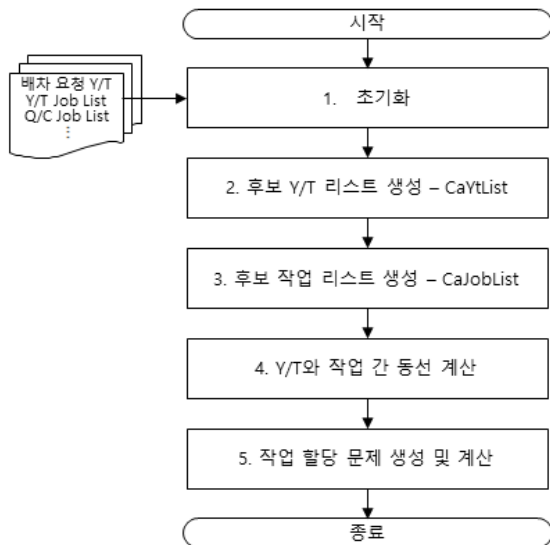 시작
배차 요청 Y/T
Y/T Job List
Q/C Job List
⋮
1. 초기화
2. 후보 Y/T 리스트 생성 – CaYtList
3. 후보 작업 리스트 생성 – CaJobList
4. Y/T와 작업 간 동선 계산
5. 작업 할당 문제 생성 및 계산
종료